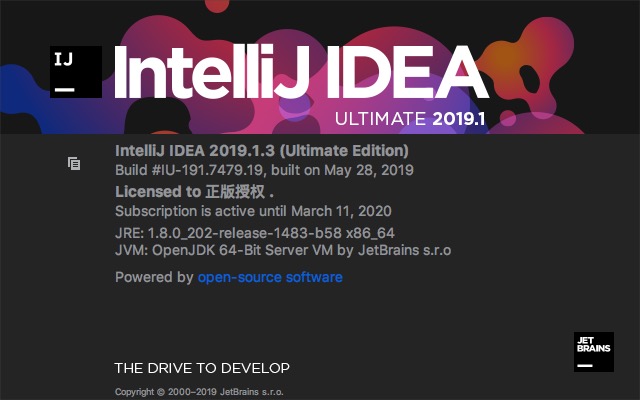 IJ
IntelliJ IDEA
ULTIMATE 2019.1
IntelliJ IDEA 2019.1.3 (Ultimate Edition)
Build #IU-191.7479.19, built on May 28, 2019
Licensed to 正版授权 .
Subscription is active until March 11, 2020
JRE: 1.8.0_202-release-1483-b58 x86_64
JVM: OpenJDK 64-Bit Server VM by JetBrains s.r.o
Powered by open-source software
JET
BRAINS
THE DRIVE TO DEVELOP
Copyright © 2000–2019 JetBrains s.r.o.